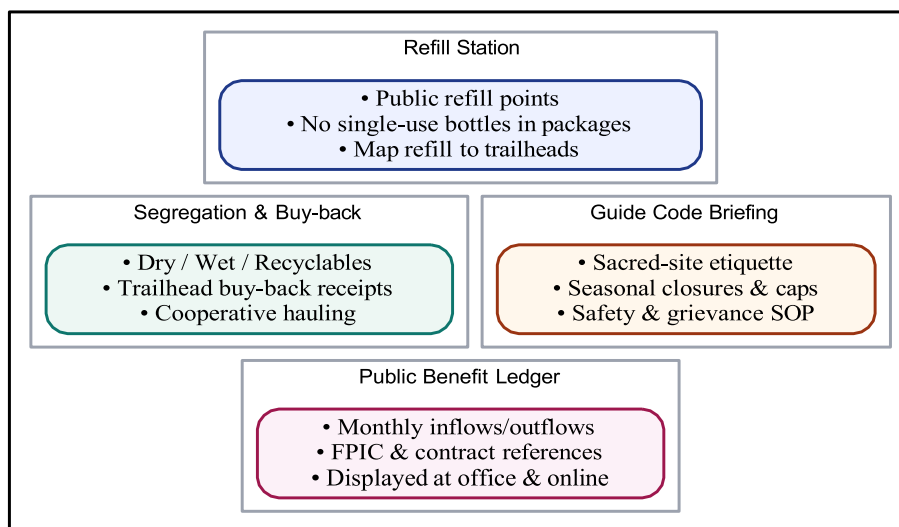 Refill Station
• Public refill points
• No single-use bottles in packages
• Map refill to trailheads
Segregation & Buy-back
• Dry / Wet / Recyclables
• Trailhead buy-back receipts
• Cooperative hauling
Guide Code Briefing
• Sacred-site etiquette
• Seasonal closures & caps
• Safety & grievance SOP
Public Benefit Ledger
• Monthly inflows/outflows
• FPIC & contract references
• Displayed at office & online